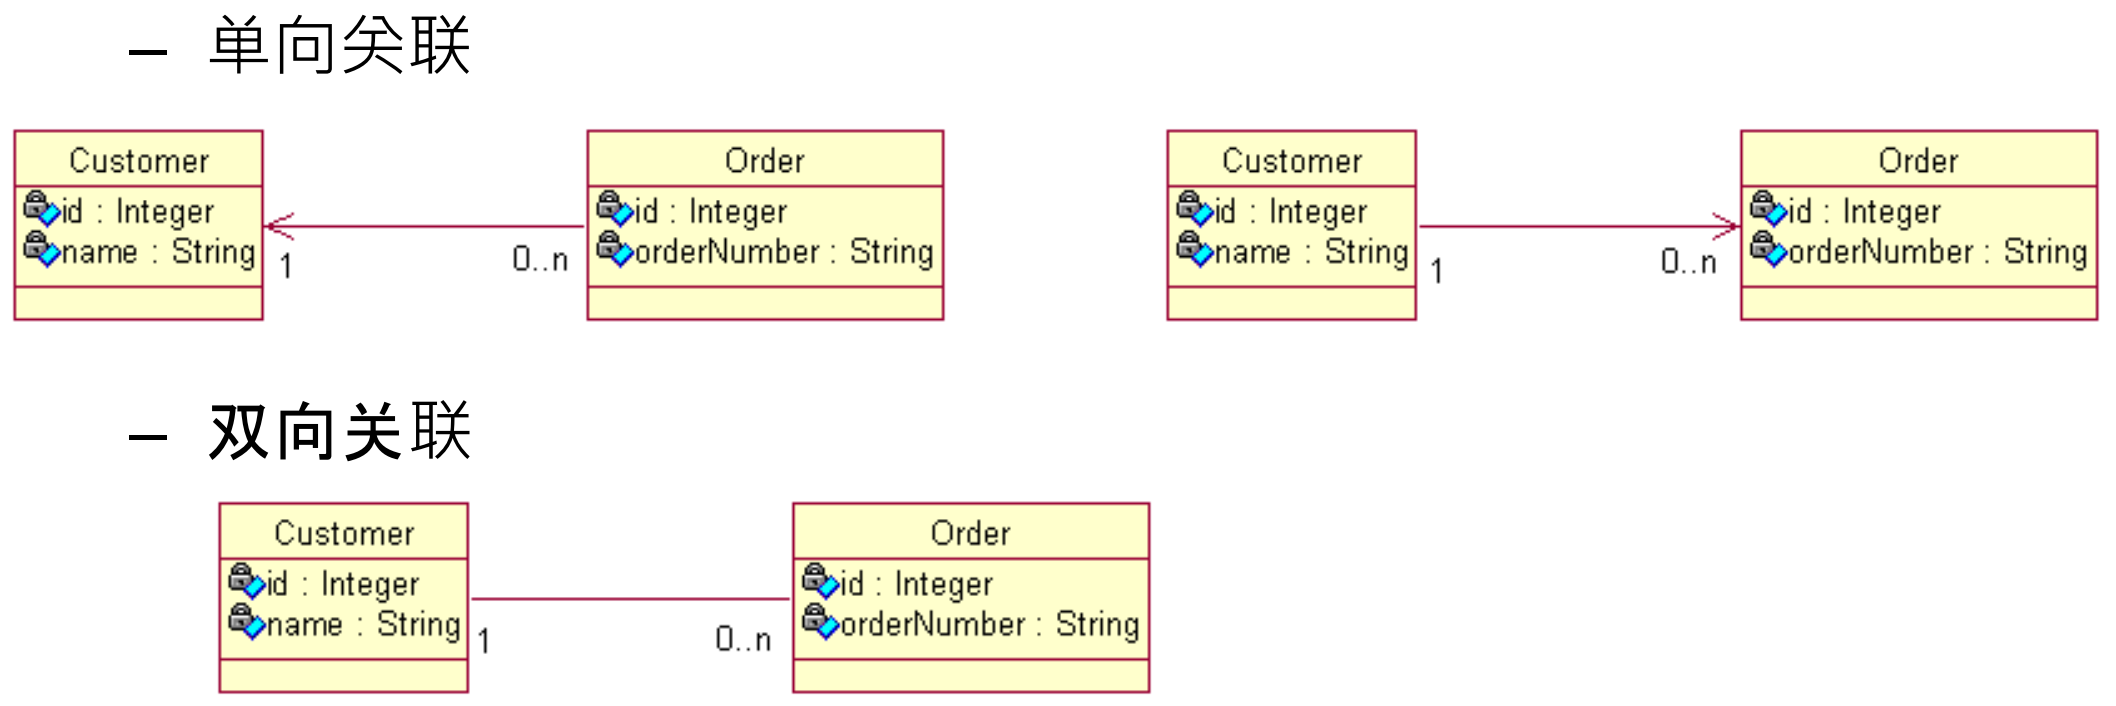 – 单向关联
Customer
id : Integer
name : String
1
0..n
Order
id : Integer
orderNumber : String
Customer
id : Integer
name : String
1
0..n
Order
id : Integer
orderNumber : String
– 双向关联
Customer
id : Integer
name : String
1
0..n
Order
id : Integer
orderNumber : String